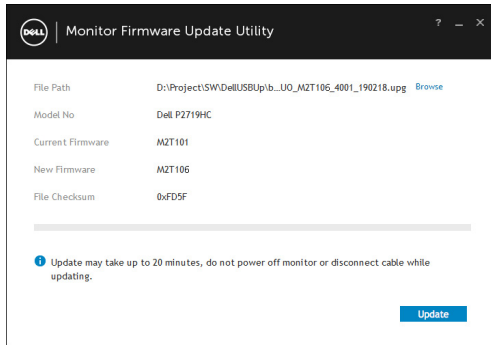 DELL Monitor Firmware Update Utility ? _ ×
File Path D:\Project\SW\DellUSBUp\b...UO_M2T106_4001_190218.upg Browse
Model No Dell P2719HC
Current Firmware M2T101
New Firmware M2T106
File Checksum 0xFD5F
Update may take up to 20 minutes, do not power off monitor or disconnect cable while
updating.
Update